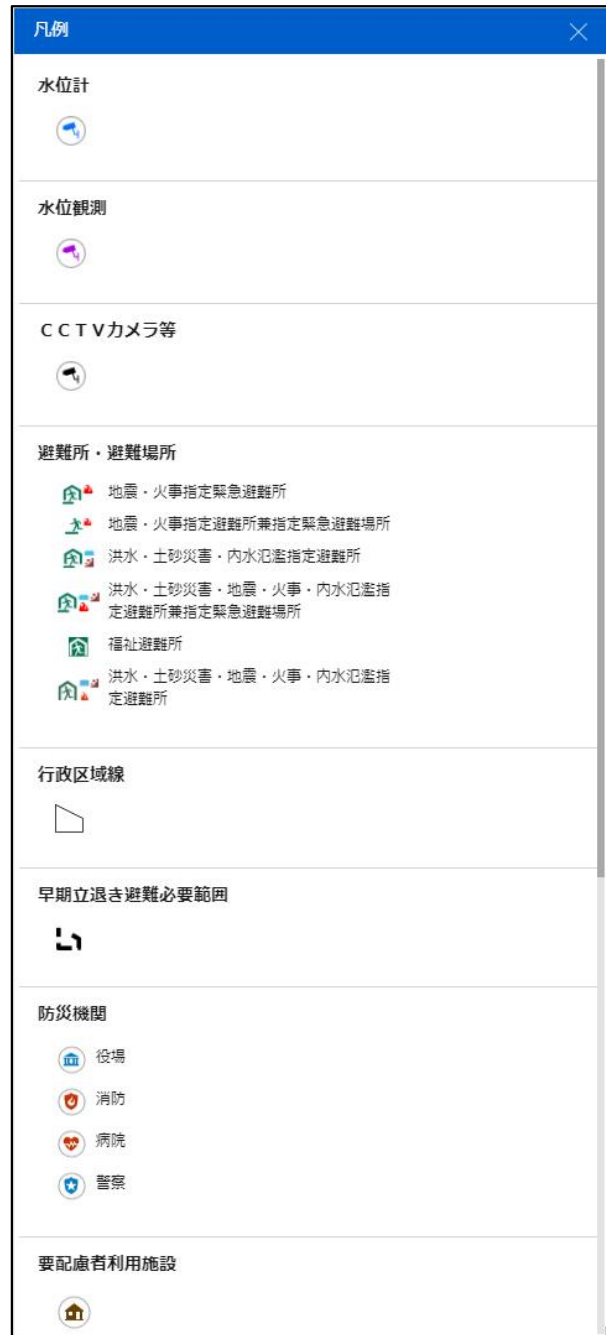 凡例
水位計
水位観測
ＣＣＴＶカメラ等
避難所・避難場所
地震・火事指定緊急避難所
地震・火事指定避難所兼指定緊急避難場所
洪水・土砂災害・内水氾濫指定避難所
洪水・土砂災害・地震・火事・内水氾濫指
定避難所兼指定緊急避難場所
福祉避難所
洪水・土砂災害・地震・火事・内水氾濫指
定避難所
行政区域線
早期立退き避難必要範囲
防災機関
役場
消防
病院
警察
要配慮者利用施設